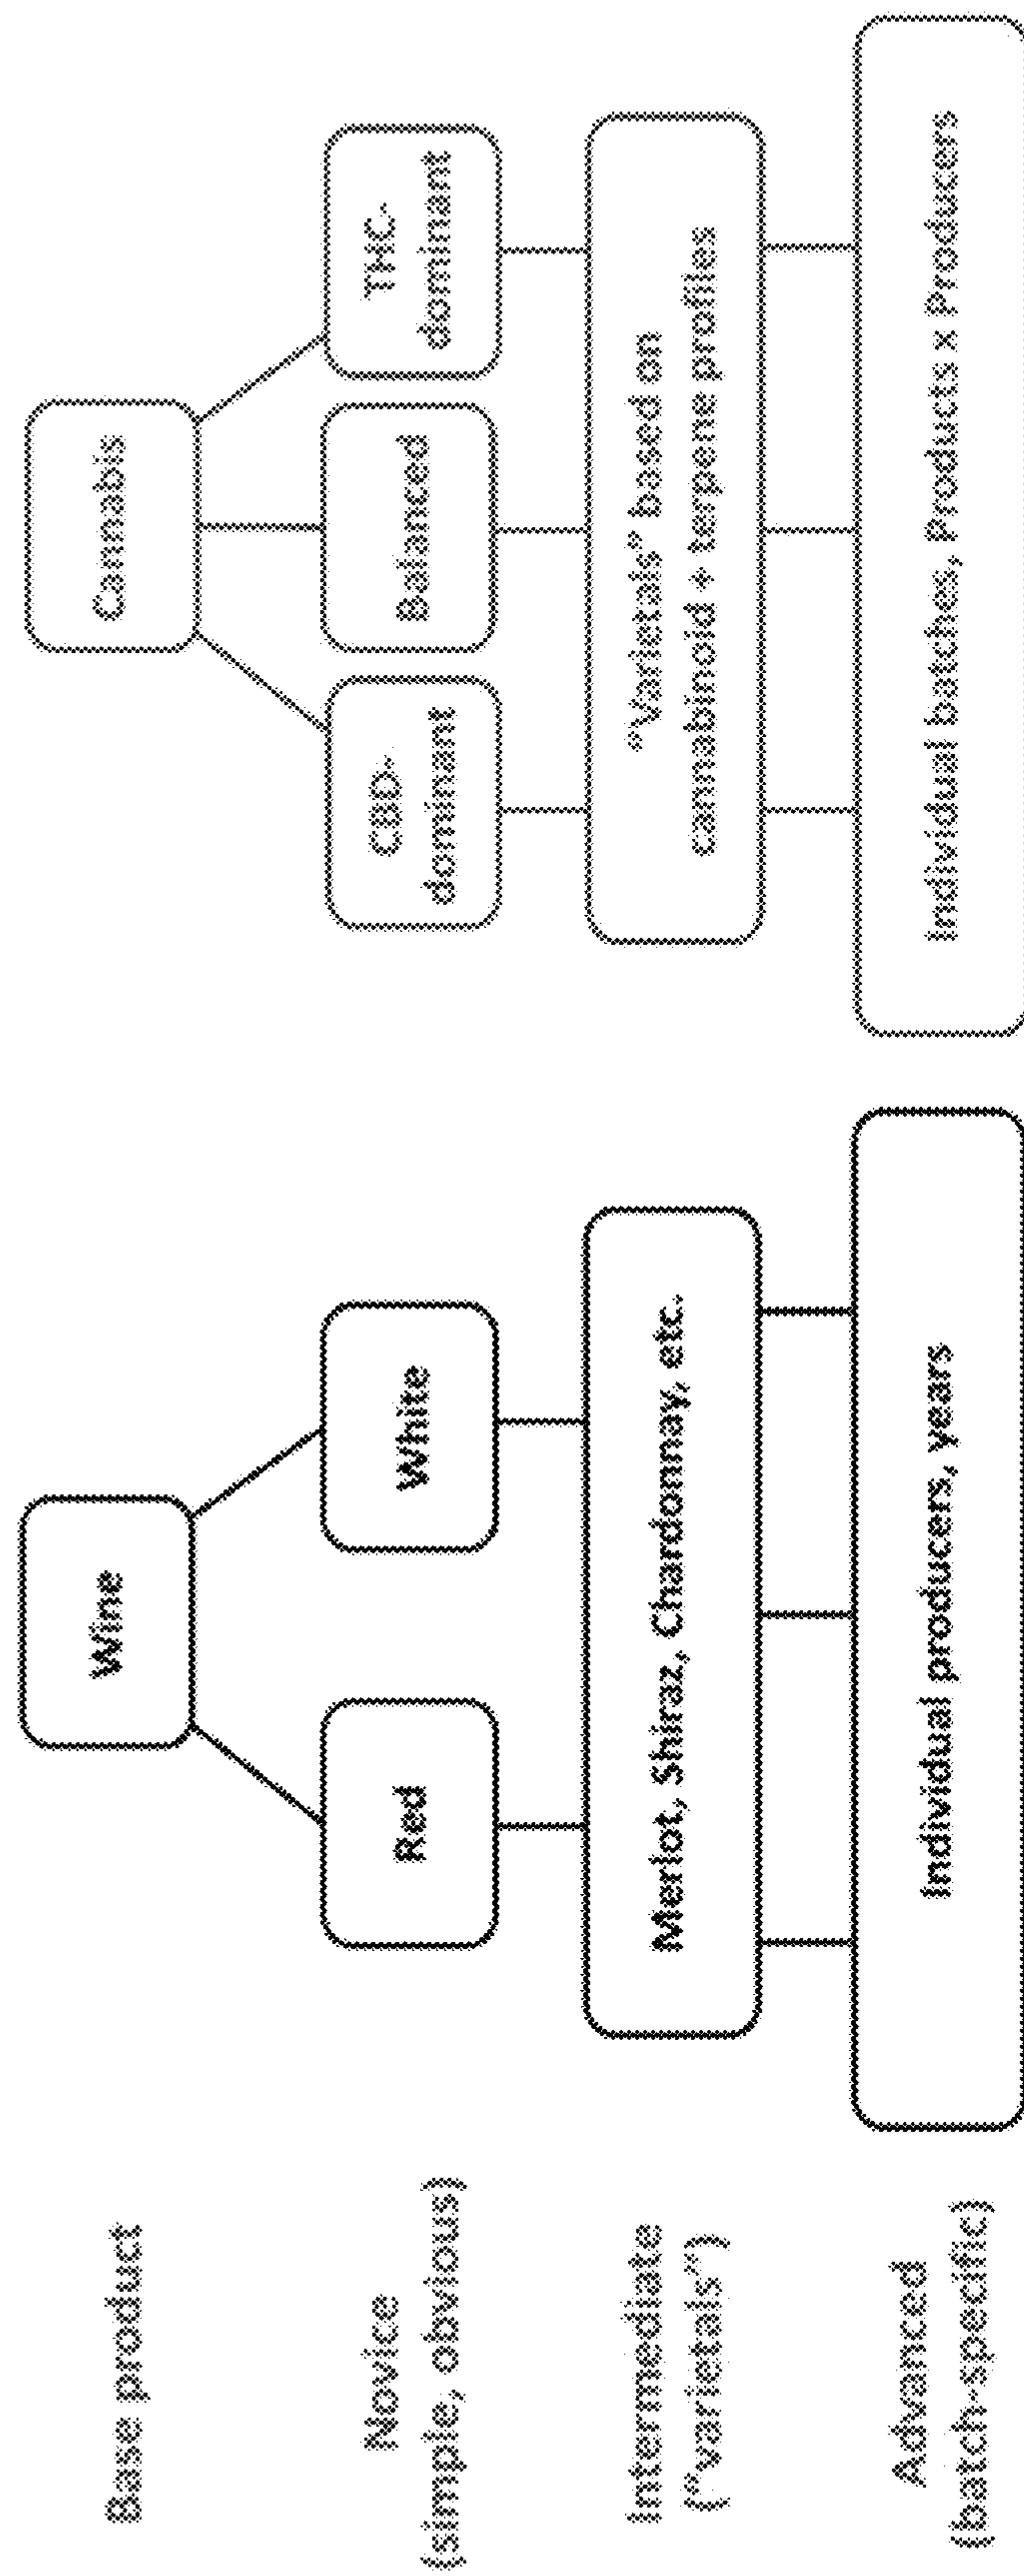 Base product
Wine
Cannabis
Novice
(simple, obvious)
Red
White
CBD-
dominant
Balanced
THC-
dominant
Intermediate
("varietals")
Merlot, Shiraz, Chardonnay, etc.
“Varietals” based on
cannabinoid + terpene profiles
Advanced
(batch-specific)
Individual producers, years
Individual batches, Products x Producers